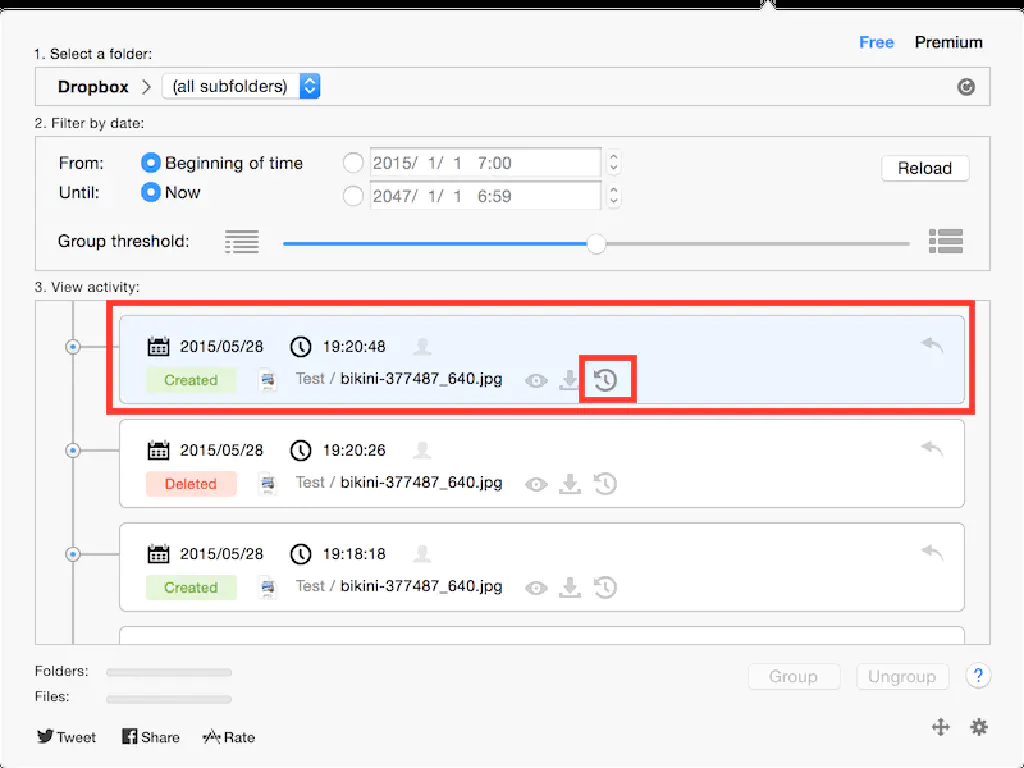 Free Premium
1. Select a folder:
Dropbox (all subfolders)
2. Filter by date:
From: Beginning of time 2015/ 1/ 1 7:00
Reload
Until: Now 2047/ 1/ 1 6:59
Group threshold:
3. View activity:
2015/05/28 19:20:48
Created Test / bikini-377487_640.jpg
2015/05/28 19:20:26
Deleted Test / bikini-377487_640.jpg
2015/05/28 19:18:18
Created Test / bikini-377487_640.jpg
Folders:
Files:
Group Ungroup ?
Tweet Share Rate